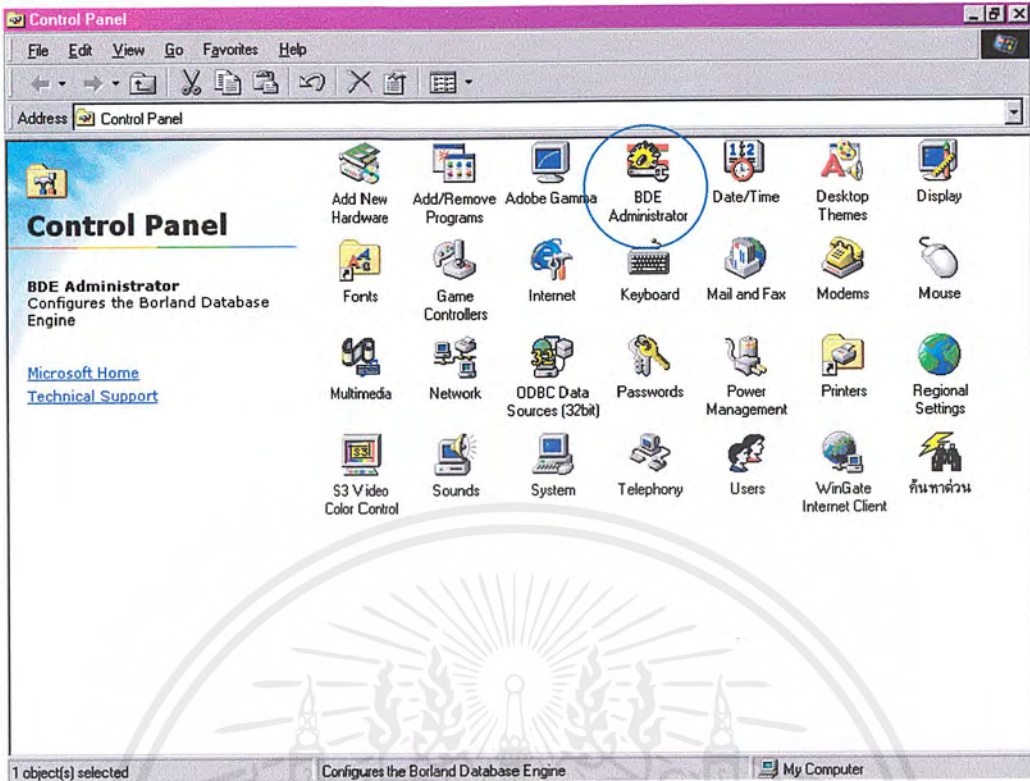 Control Panel
File Edit View Go Favorites Help
Address Control Panel
Control Panel
BDE Administrator
Configures the Borland Database
Engine
Microsoft Home
Technical Support
Add New
Hardware
Add/Remove
Programs
Adobe Gamma
BDE
Administrator
Date/Time
Desktop
Themes
Display
Fonts
Game
Controllers
Internet
Keyboard
Mail and Fax
Modems
Mouse
Multimedia
Network
ODBC Data
Sources (32bit)
Passwords
Power
Management
Printers
Regional
Settings
S3 Video
Color Control
Sounds
System
Telephony
Users
WinGate
Internet Client
ค้นหาด่วน
1 object(s) selected
Configures the Borland Database Engine
My Computer